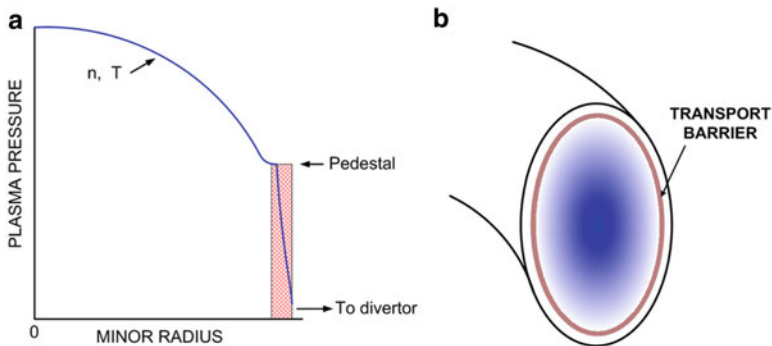 a
PLASMA PRESSURE
n, T
Pedestal
To divertor
0
MINOR RADIUS
b
TRANSPORT
BARRIER